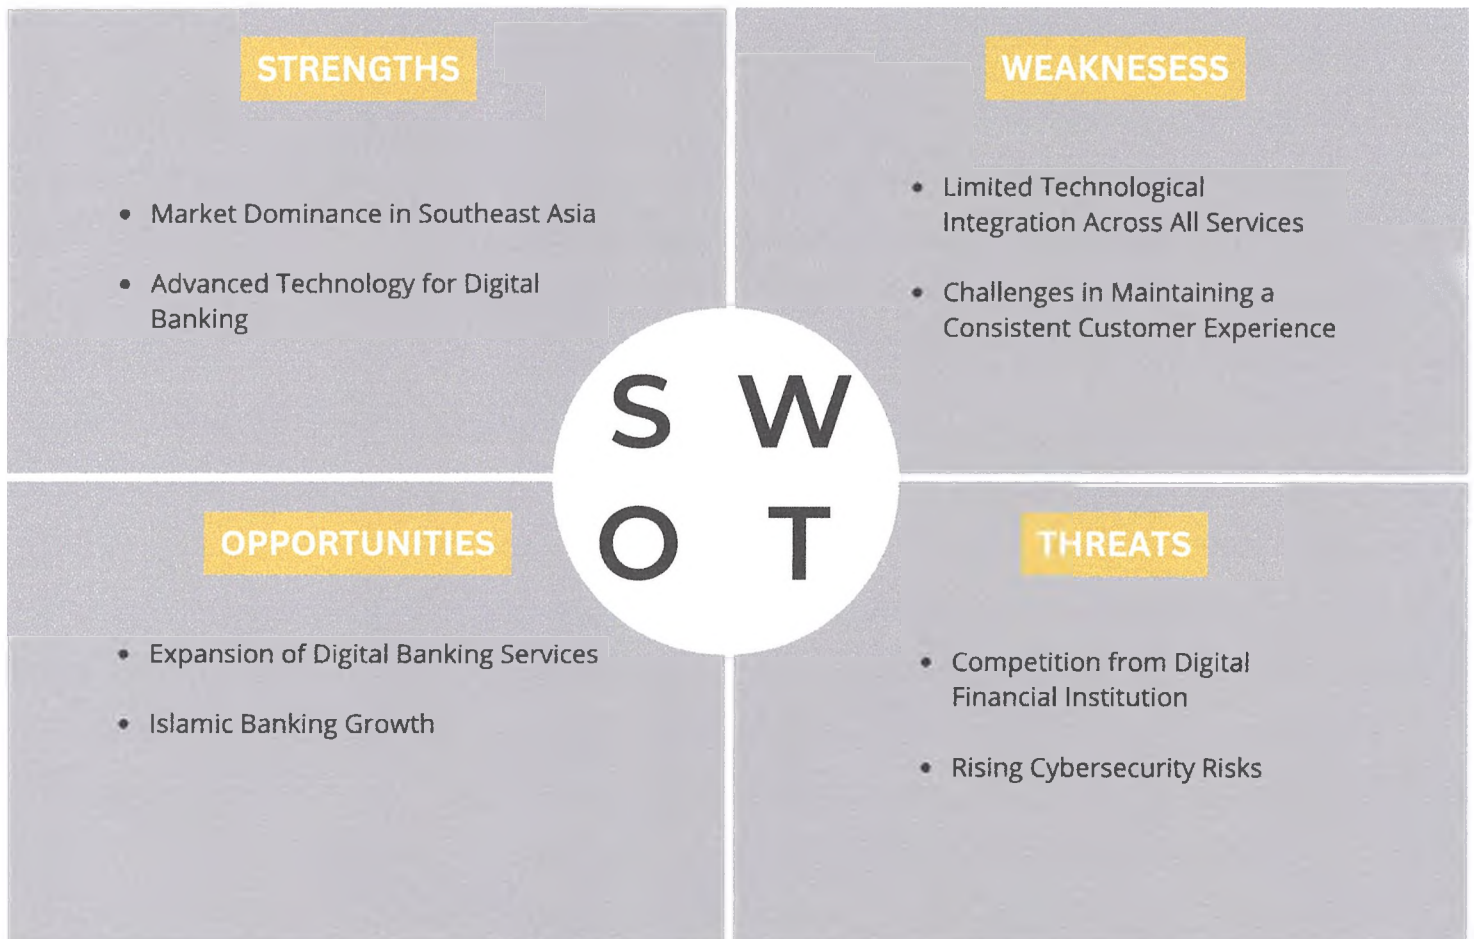 STRENGTHS
• Market Dominance in Southeast Asia
• Advanced Technology for Digital
Banking
WEAKNESESS
• Limited Technological
Integration Across All Services
• Challenges in Maintaining a
Consistent Customer Experience
S W
O T
OPPORTUNITIES
• Expansion of Digital Banking Services
• Islamic Banking Growth
THREATS
• Competition from Digital
Financial Institution
• Rising Cybersecurity Risks